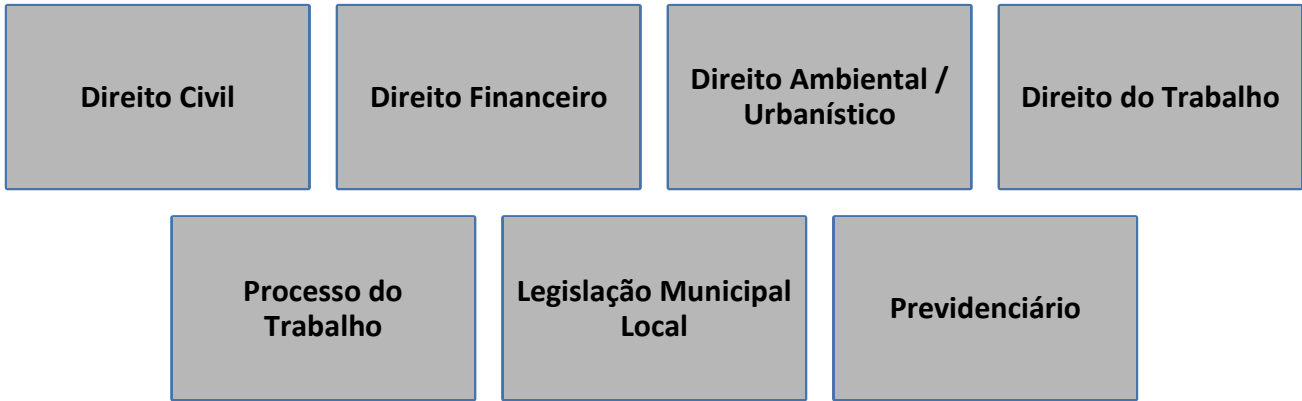 Direito Civil
Direito Financeiro
Direito Ambiental /
Urbanístico
Direito do Trabalho
Processo do
Trabalho
Legislação Municipal
Local
Previdenciário